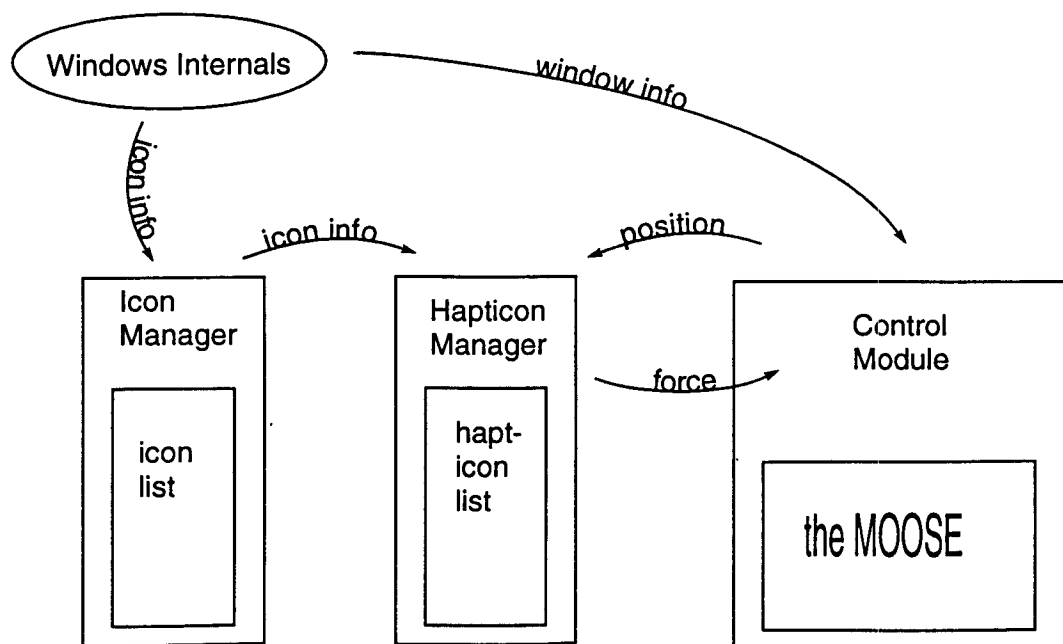 Windows Internals
window info
icon info
icon info
position
Icon
Manager
Hapticon
Manager
Control
Module
force
icon
list
hapt-
icon
list
the MOOSE